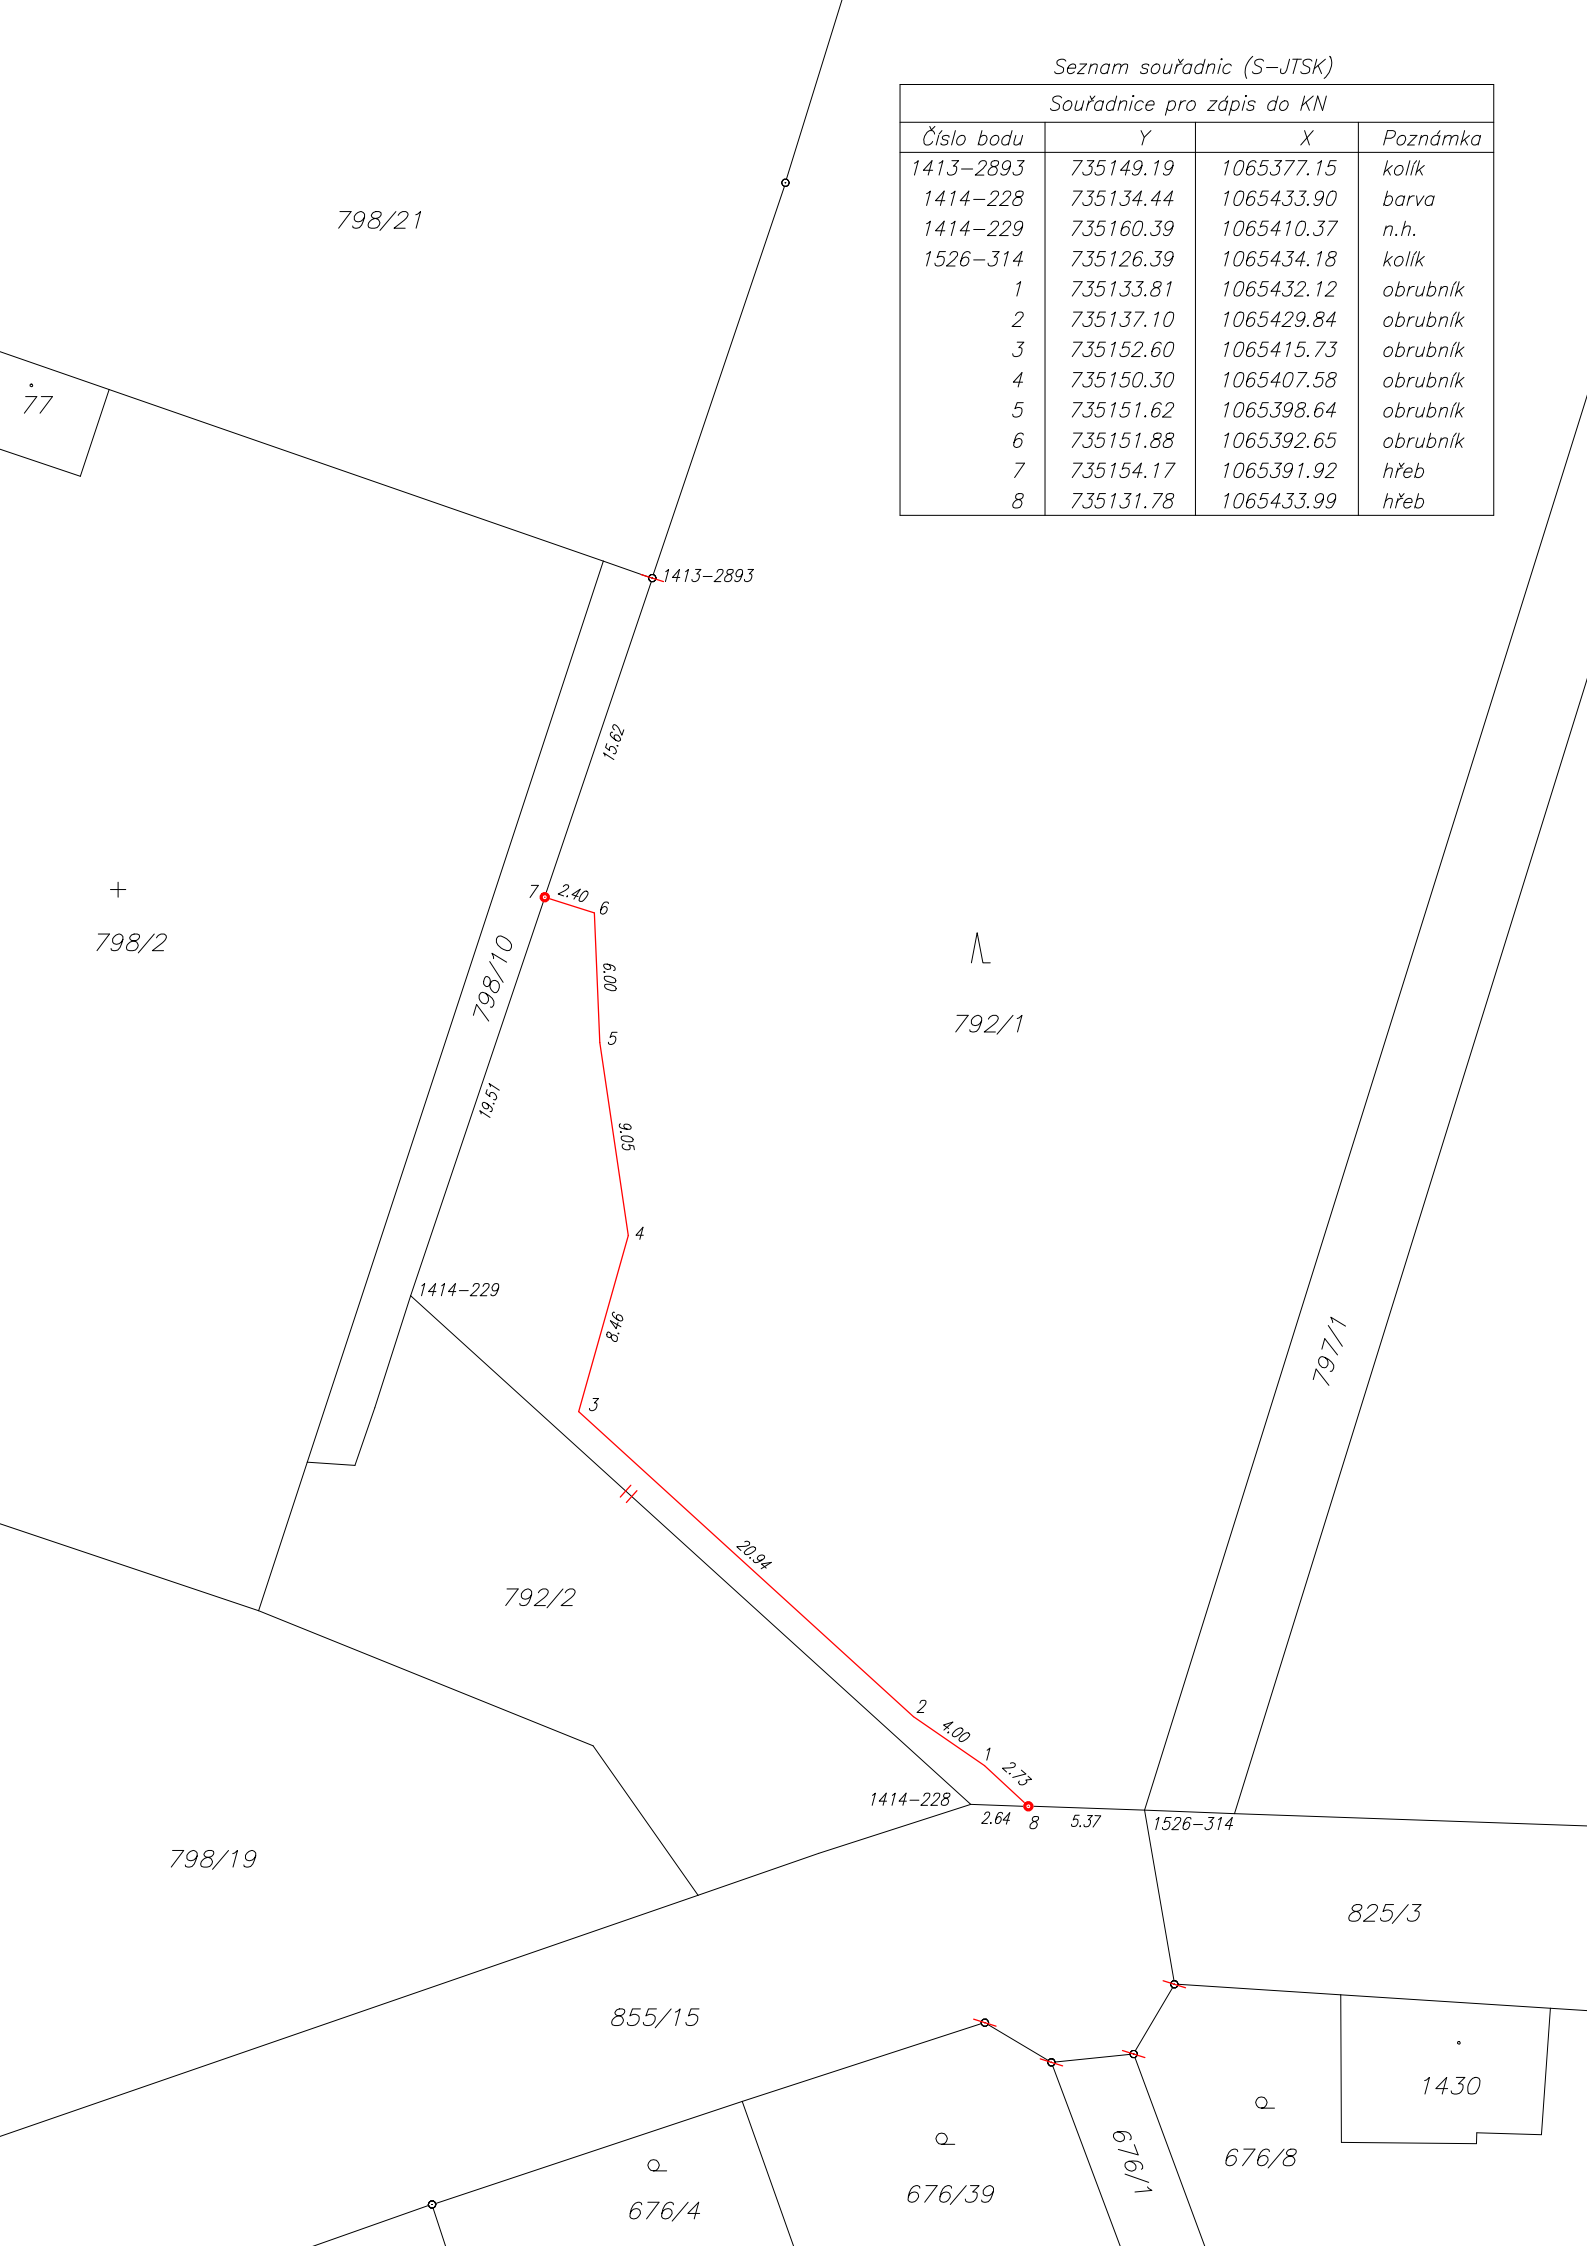 Seznam souřadnic (S-JTSK)
Souřadnice pro zápis do KN
Číslo bodu Y X Poznámka
1413-2893 735149.19 1065377.15 kolík
1414-228 735134.44 1065433.90 barva
1414-229 735160.39 1065410.37 n.h.
1526-314 735126.39 1065434.18 kolík
1 735133.81 1065432.12 obrubník
2 735137.10 1065429.84 obrubník
3 735152.60 1065415.73 obrubník
4 735150.30 1065407.58 obrubník
5 735151.62 1065398.64 obrubník
6 735151.88 1065392.65 obrubník
7 735154.17 1065391.92 hřeb
8 735131.78 1065433.99 hřeb
798/21
77
1413-2893
15.62
7
2.40
6
798/2
798/10
6.00
792/1
5
19.51
9.05
4
1414-229
8.46
797/1
3
20.94
792/2
2
4.00
1
2.73
1414-228
2.64
8
5.37
1526-314
798/19
825/3
855/15
1430
676/1
676/8
676/39
676/4